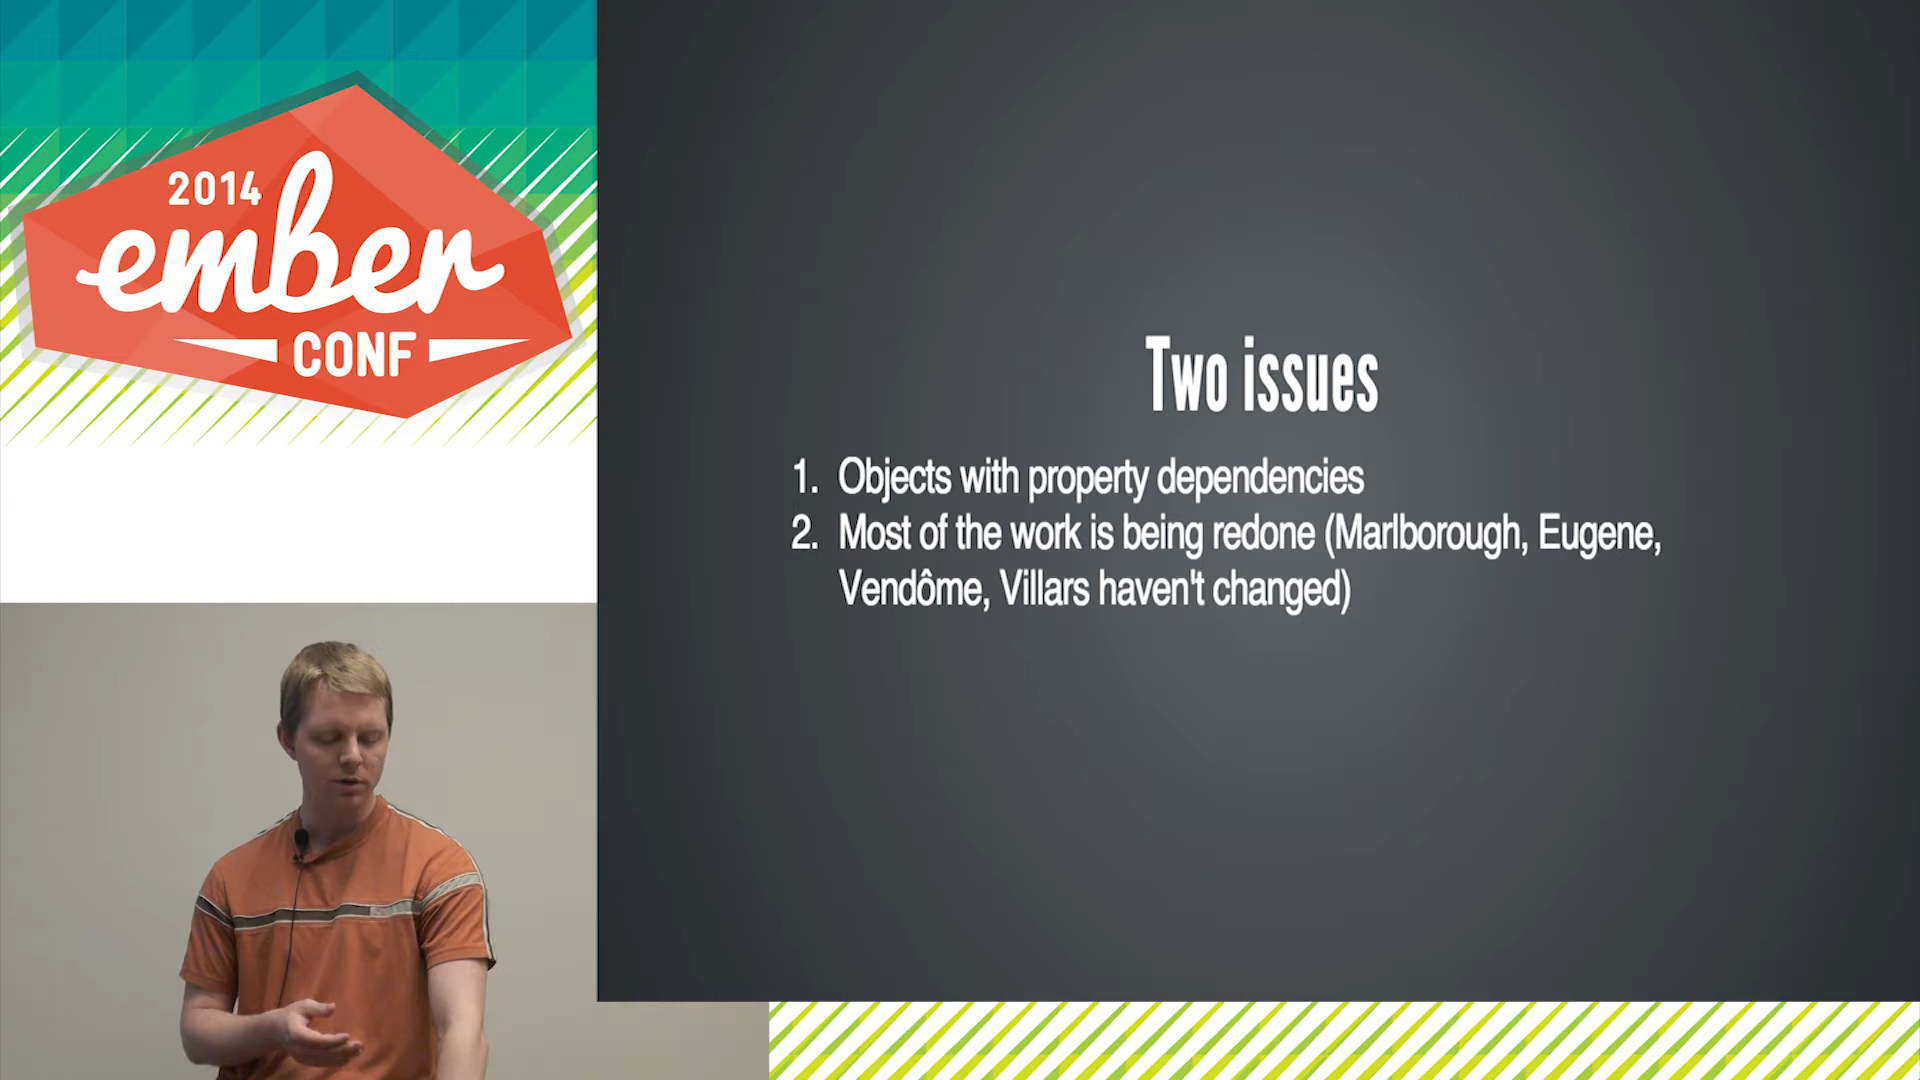 2014
ember
CONF
Two issues
1. Objects with property dependencies
2. Most of the work is being redone (Marlborough, Eugene,
Vendôme, Villars haven't changed)